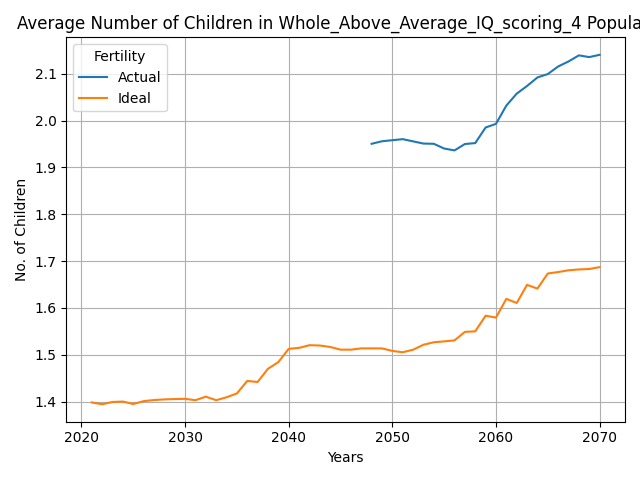 Average Number of Children in Whole_Above_Average_IQ_scoring_4 Popula
Fertility
Actual
Ideal
2.1
2.0
1.9
1.8
1.7
1.6
1.5
1.4
No. of Children
2020 2030 2040 2050 2060 2070
Years